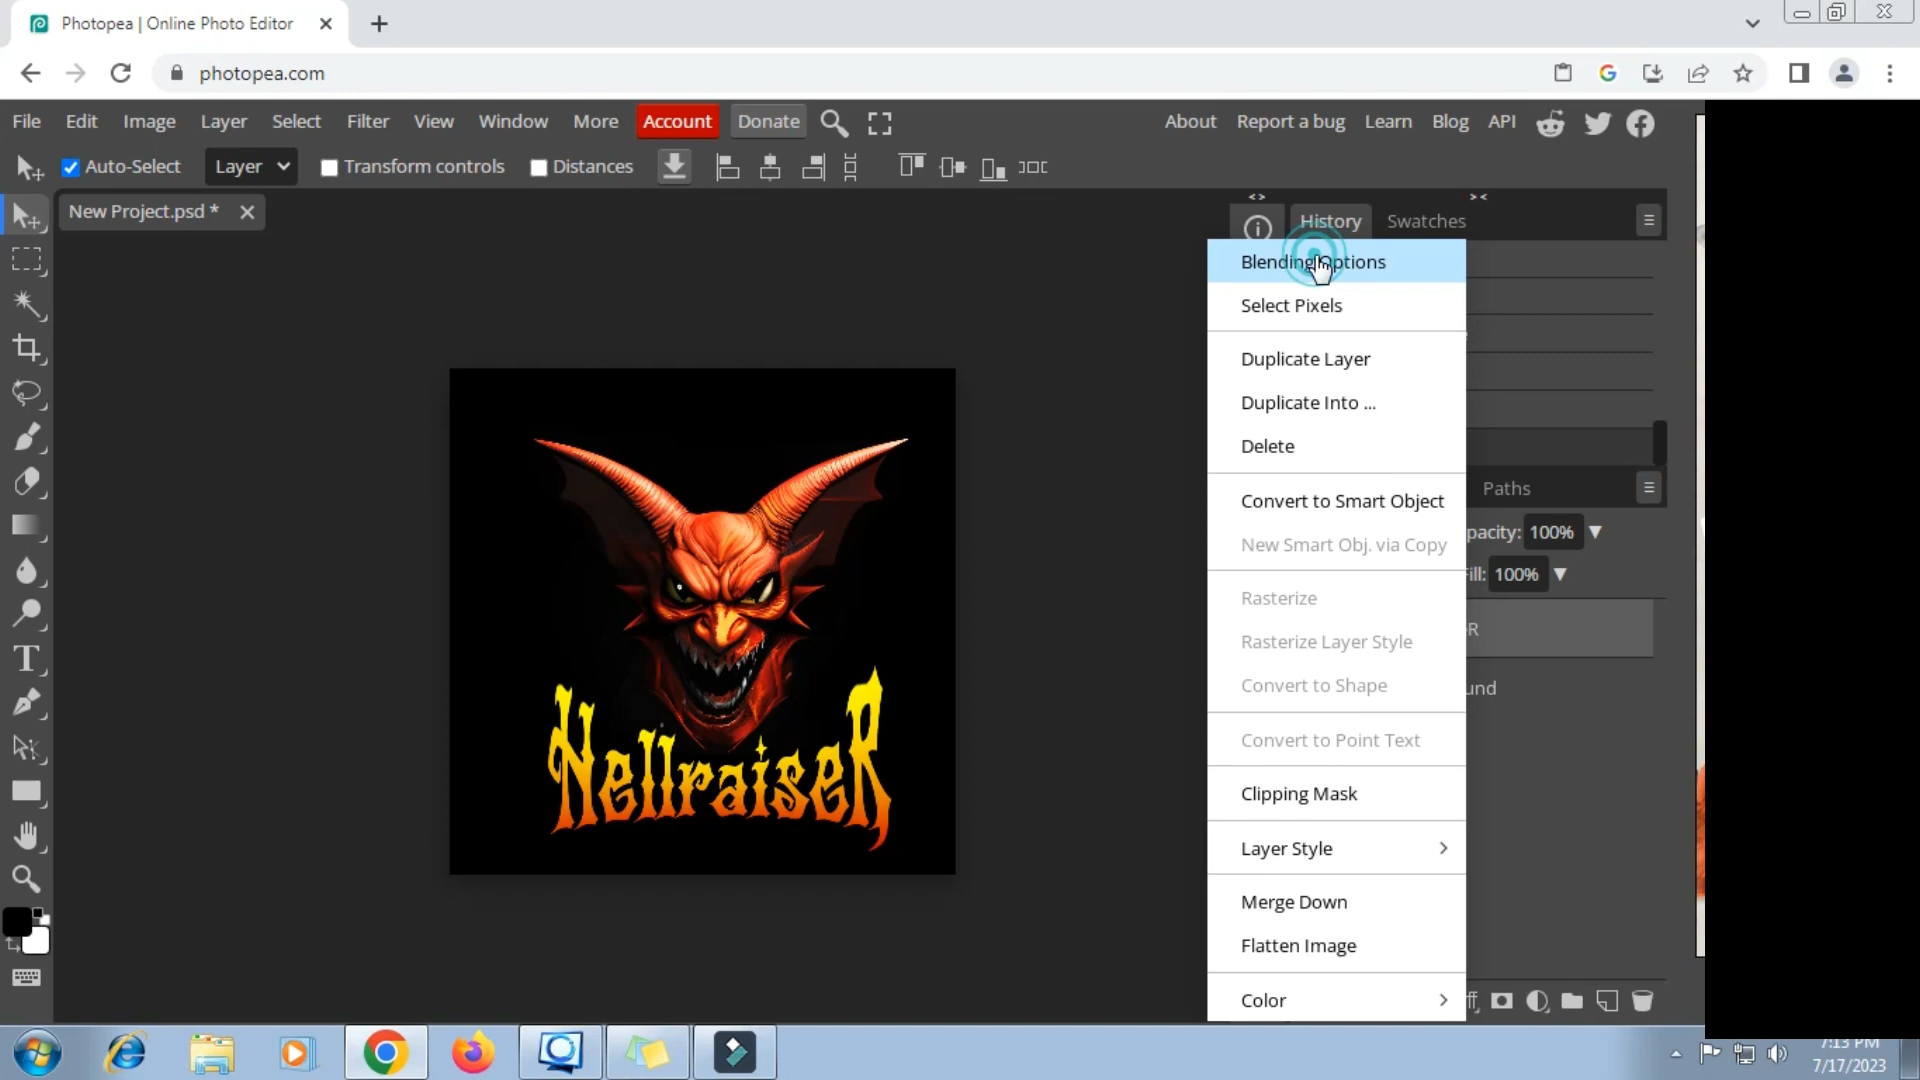 Photopea | Online Photo Editor
photopea.com
File Edit Image Layer Select Filter View Window More Account Donate About Report a bug Learn Blog API
Auto-Select Layer Transform controls Distances
New Project.psd *
History Swatches
Blending Options
Select Pixels
Duplicate Layer
Duplicate Into ...
Delete
Paths
Convert to Smart Object
pacity: 100%
New Smart Obj. via Copy
ill: 100%
Rasterize
R
Rasterize Layer Style
Convert to Shape
und
Convert to Point Text
HellraiseR
Clipping Mask
Layer Style
Merge Down
Flatten Image
Color
7:13 PM
7/17/2023